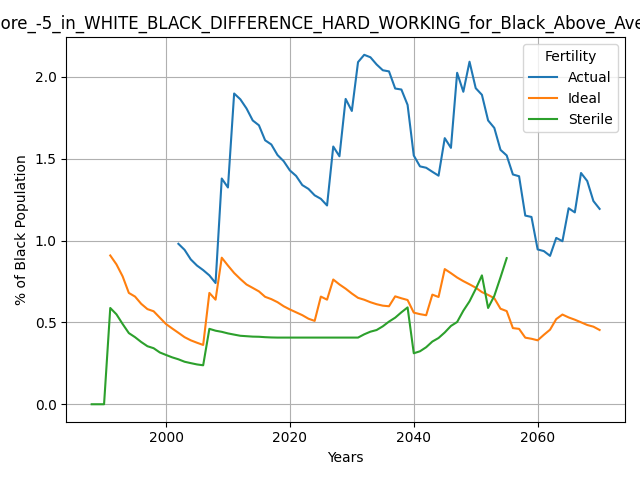 ore_-5_in_WHITE_BLACK_DIFFERENCE_HARD_WORKING_for_Black_Above_Ave
Fertility
Actual
Ideal
Sterile
% of Black Population
2.0
1.5
1.0
0.5
0.0
2000 2020 2040 2060
Years